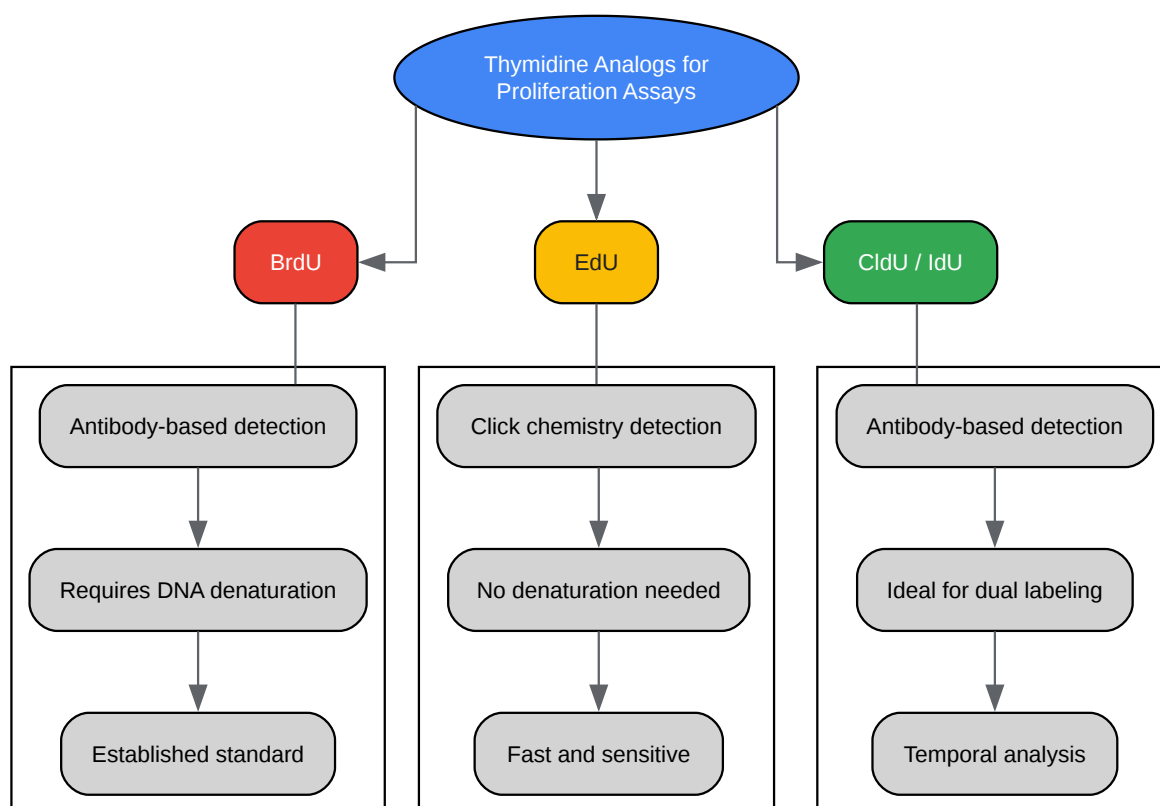 Thymidine Analogs for
Proliferation Assays
BrdU
EdU
CldU / IdU
Antibody-based detection
Click chemistry detection
Antibody-based detection
Requires DNA denaturation
No denaturation needed
Ideal for dual labeling
Established standard
Fast and sensitive
Temporal analysis